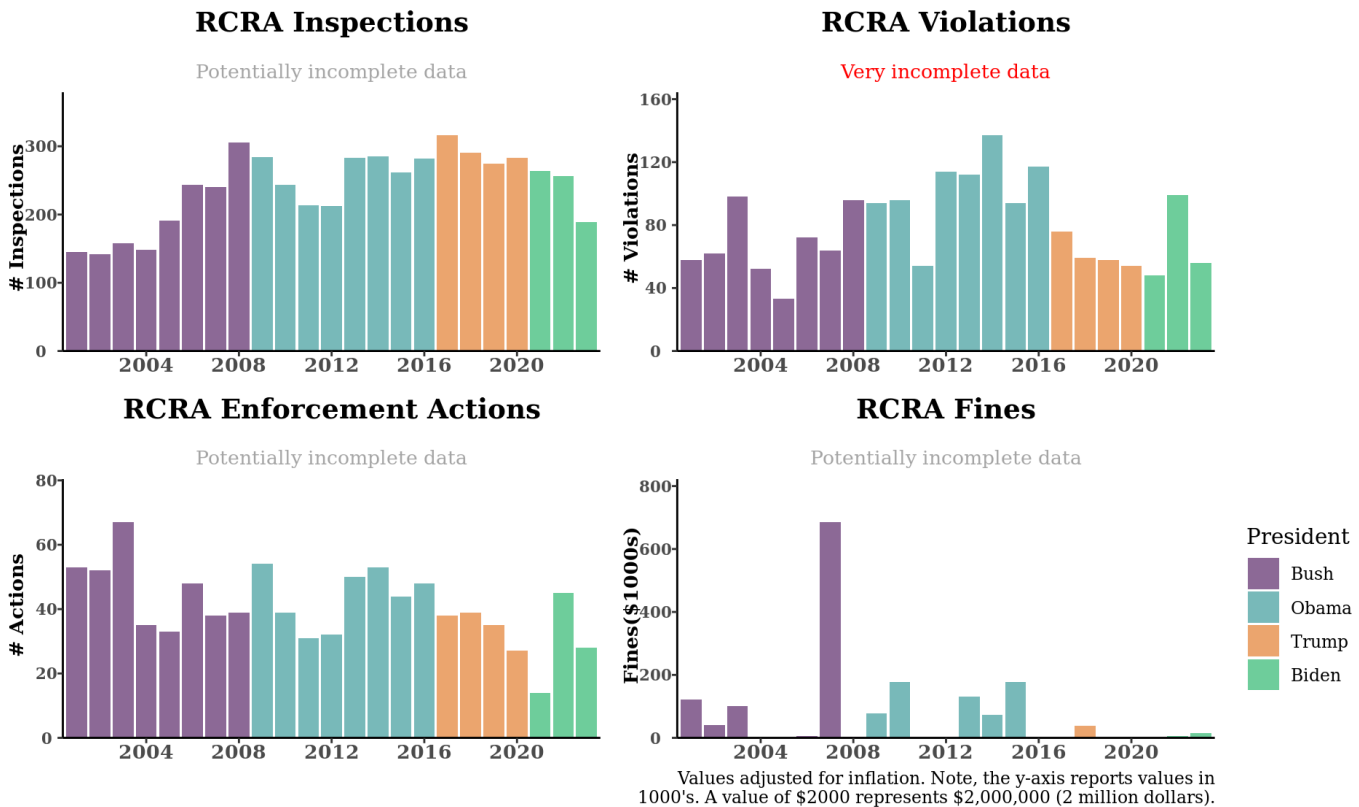 RCRA Inspections
Potentially incomplete data
# Inspections
300
200
100
0
2004 2008 2012 2016 2020
RCRA Violations
Very incomplete data
# Violations
160
120
80
40
0
2004 2008 2012 2016 2020
RCRA Enforcement Actions
Potentially incomplete data
# Actions
80
60
40
20
0
2004 2008 2012 2016 2020
RCRA Fines
Potentially incomplete data
Fines($1000s)
800
600
400
200
0
2004 2008 2012 2016 2020
President
Bush
Obama
Trump
Biden
Values adjusted for inflation. Note, the y-axis reports values in
1000's. A value of $2000 represents $2,000,000 (2 million dollars).